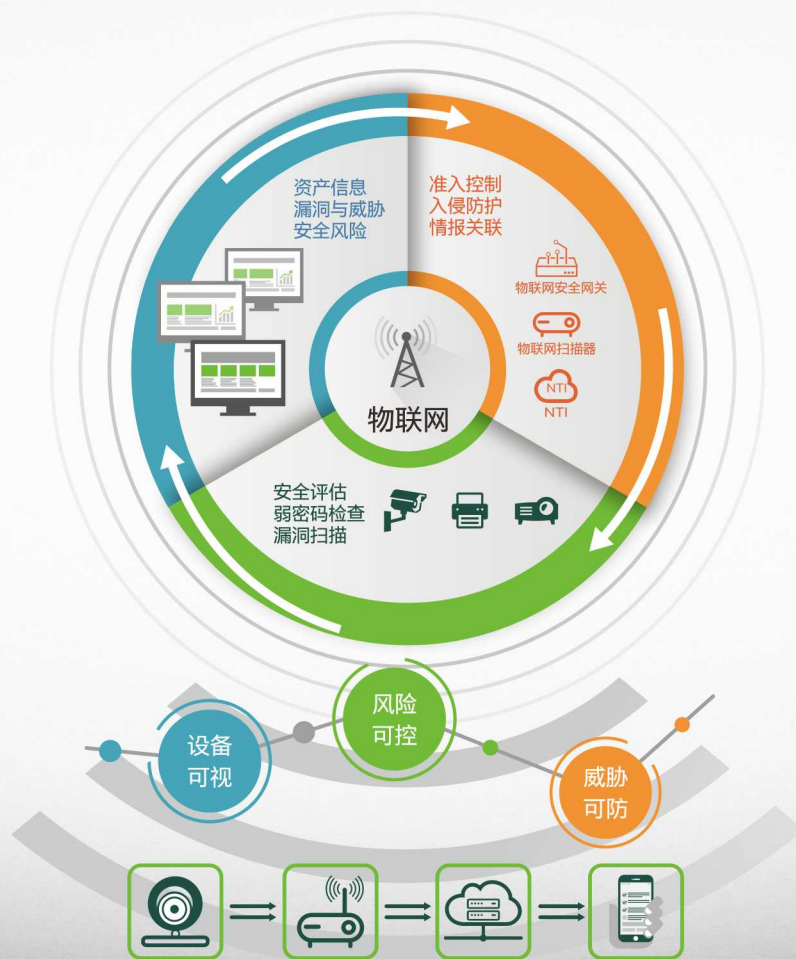 资产信息
漏洞与威胁
安全风险
准入控制
入侵防护
情报关联
物联网安全网关
物联网扫描器
NTI
NTI
物联网
安全评估
弱密码检查
漏洞扫描
设备
可视
风险
可控
威胁
可防